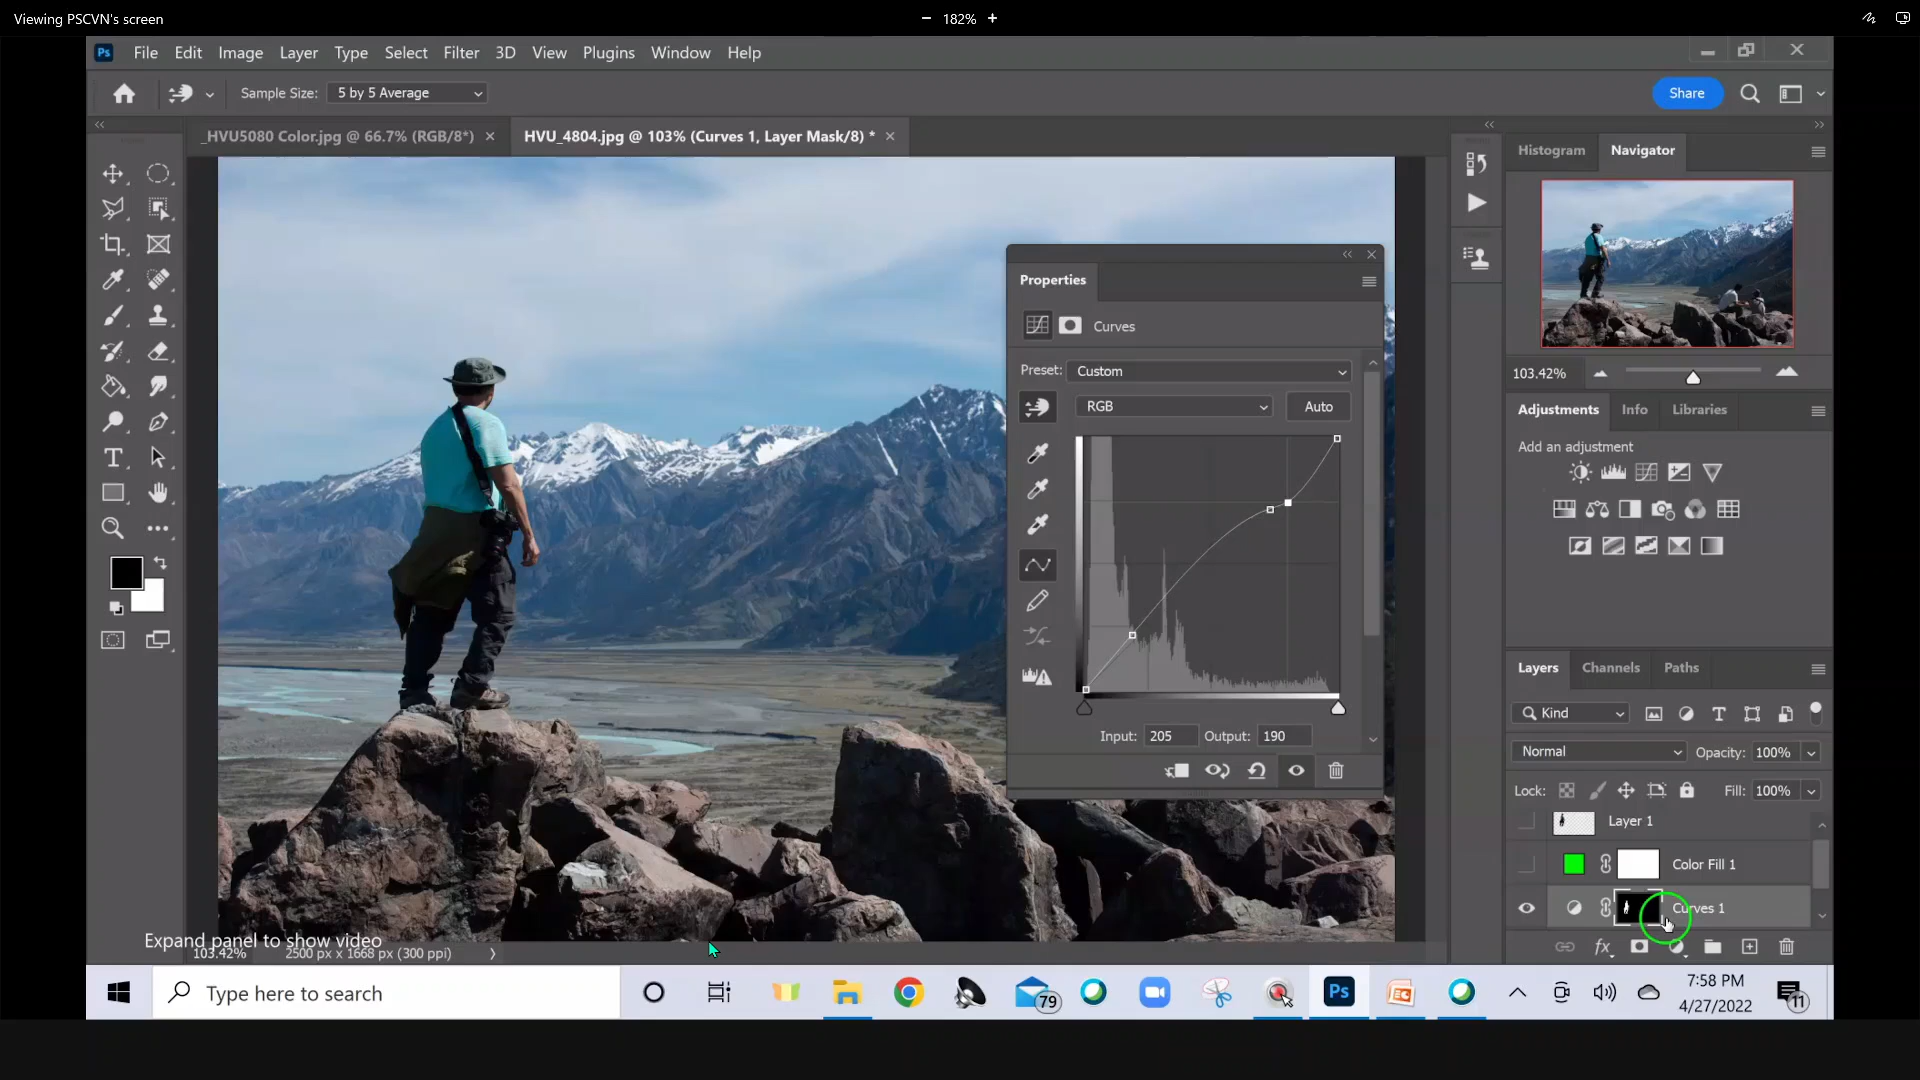 Viewing PSCVN's screen
− 182% +
Ps File Edit Image Layer Type Select Filter 3D View Plugins Window Help
Sample Size: 5 by 5 Average
Share
_HVU5080 Color.jpg @ 66.7% (RGB/8*) ×
HVU_4804.jpg @ 103% (Curves 1, Layer Mask/8) * ×
Histogram Navigator
103.42%
Properties
Curves
Preset: Custom
RGB
Auto
Input: 205 Output: 190
Adjustments Info Libraries
Add an adjustment
Layers Channels Paths
Kind
Normal Opacity: 100%
Lock: Fill: 100%
Layer 1
Color Fill 1
Curves 1
fx
Expand panel to show video
103.42% 2500 px x 1668 px (300 ppi)
Type here to search
79
Ps
7:58 PM
4/27/2022
11